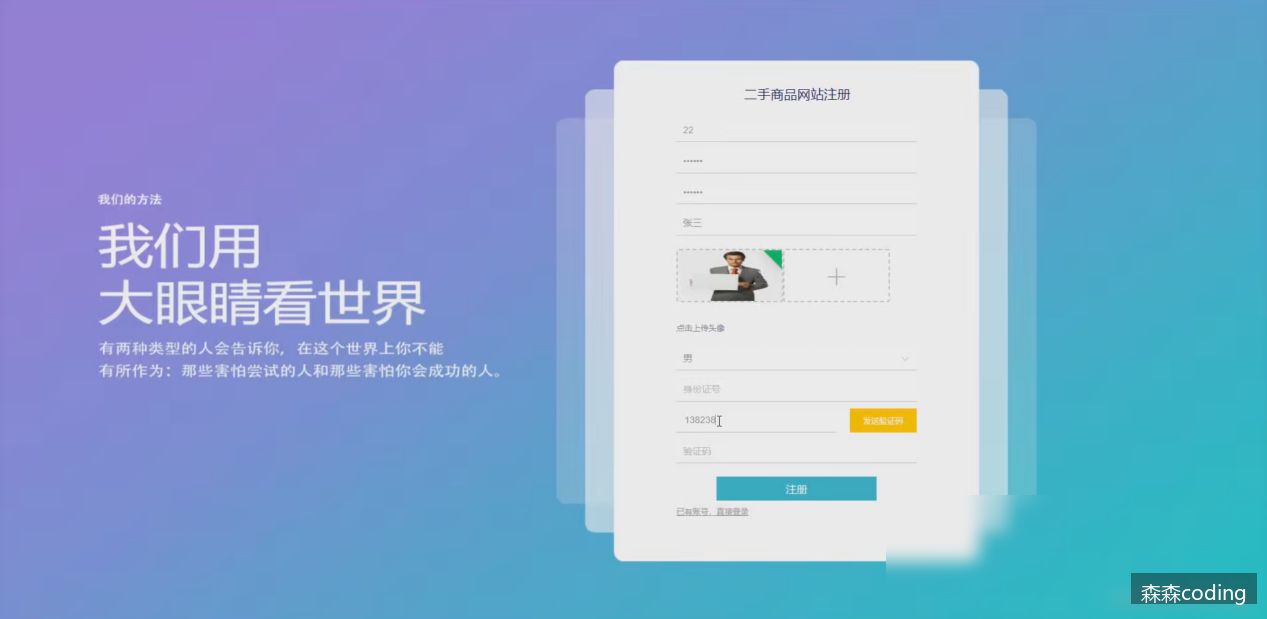 我们的方法
我们用
大眼睛看世界
有两种类型的人会告诉你，在这个世界上你不能
有所作为：那些害怕尝试的人和那些害怕你会成功的人。
二手商品网站注册
22
••••••
••••••
张三
点击上传头像
男
身份证号
138238
发送验证码
验证码
注册
已有账号，直接登录
森森coding